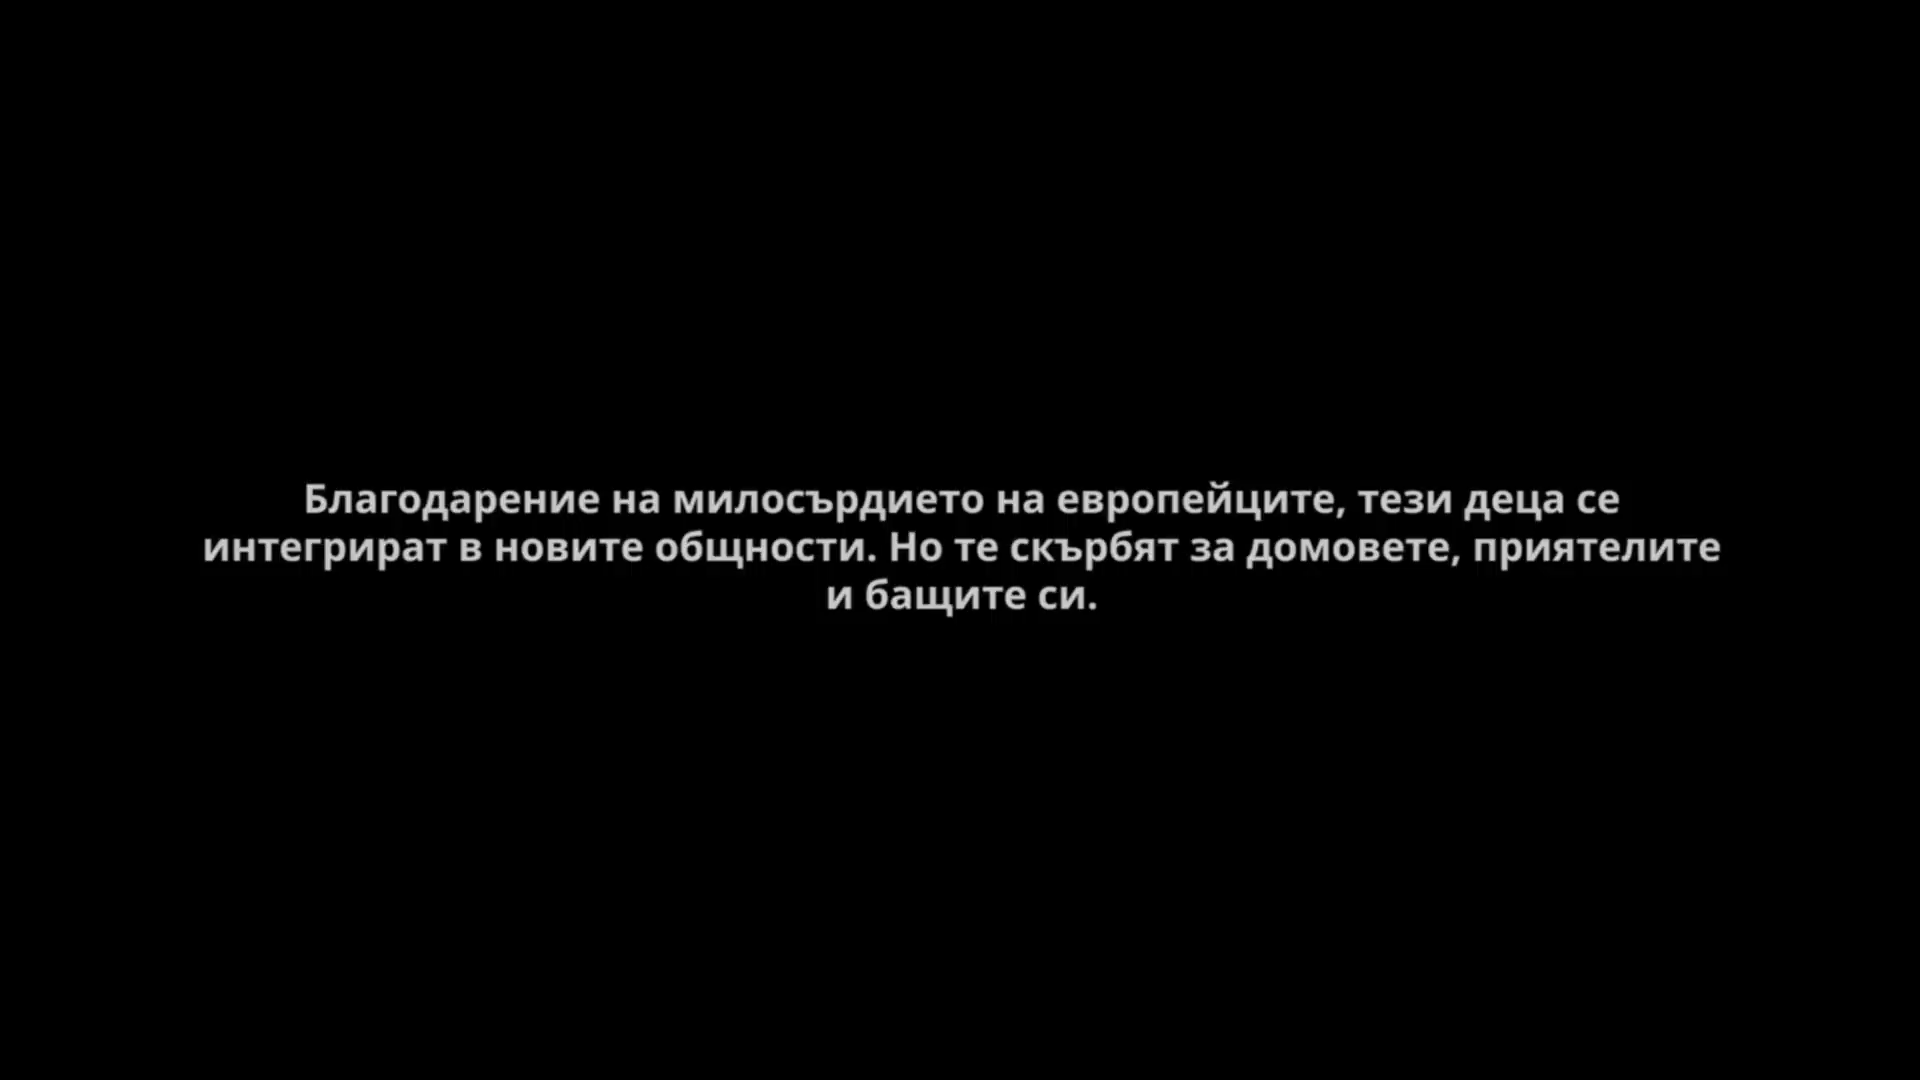 Благодарение на милосърдието на европейците, тези деца се
интегрират в новите общности. Но те скърбят за домовете, приятелите
и бащите си.